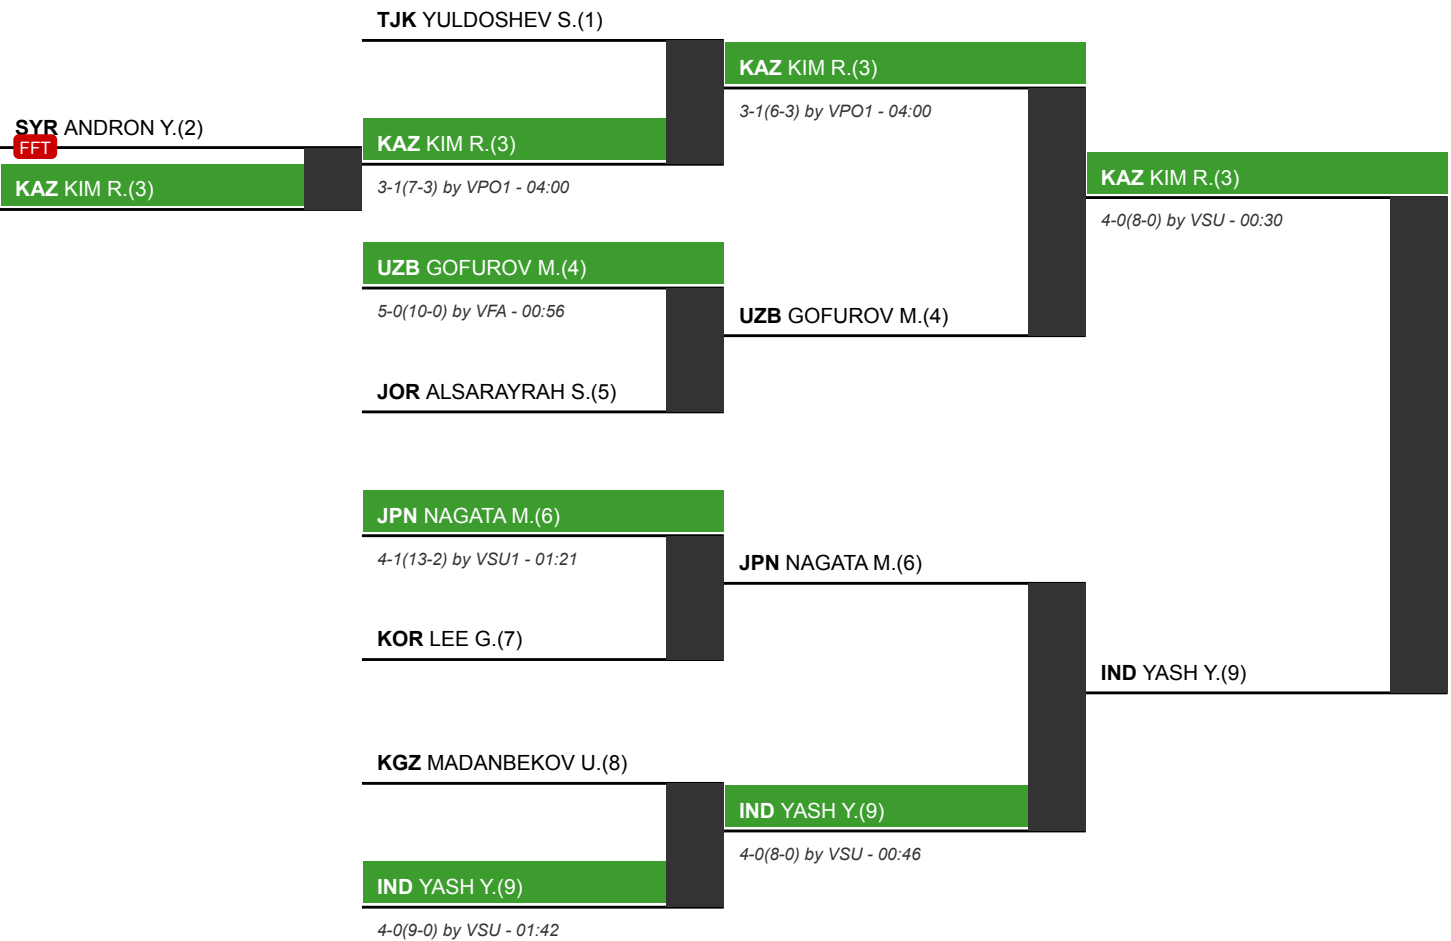 TJK YULDOSHEV S.(1)
KAZ KIM R.(3)
3-1(6-3) by VPO1 - 04:00
SYR ANDRON Y.(2)
FFT
KAZ KIM R.(3)
KAZ KIM R.(3)
3-1(7-3) by VPO1 - 04:00
KAZ KIM R.(3)
4-0(8-0) by VSU - 00:30
UZB GOFUROV M.(4)
5-0(10-0) by VFA - 00:56
UZB GOFUROV M.(4)
JOR ALSARAYRAH S.(5)
JPN NAGATA M.(6)
4-1(13-2) by VSU1 - 01:21
JPN NAGATA M.(6)
KOR LEE G.(7)
IND YASH Y.(9)
KGZ MADANBEKOV U.(8)
IND YASH Y.(9)
4-0(8-0) by VSU - 00:46
IND YASH Y.(9)
4-0(9-0) by VSU - 01:42